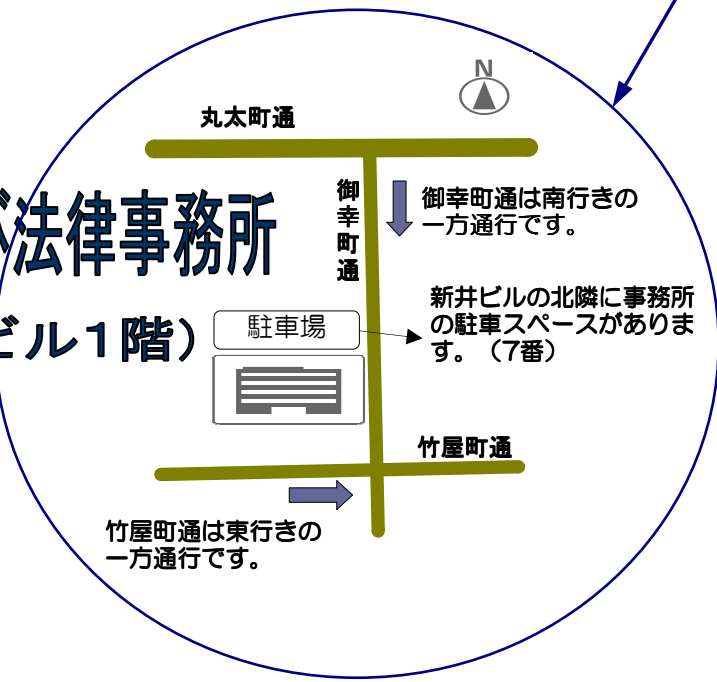 N
丸太町通
御幸町通
御幸町通は南行きの
一方通行です。
法律事務所
新井ビルの北隣に事務所
の駐車スペースがありま
す。（7番）
駐車場
ビル１階）
竹屋町通
竹屋町通は東行きの
一方通行です。